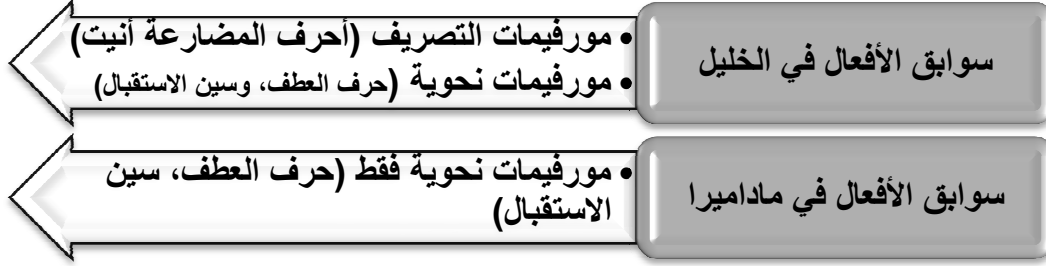 سوابق الأفعال في الخليل
• مورفيمات التصريف (أحرف المضارعة أنيت)
• مورفيمات نحوية (حرف العطف، وسين الاستقبال)
سوابق الأفعال في ماداميرا
• مورفيمات نحوية فقط (حرف العطف، سين
الاستقبال)